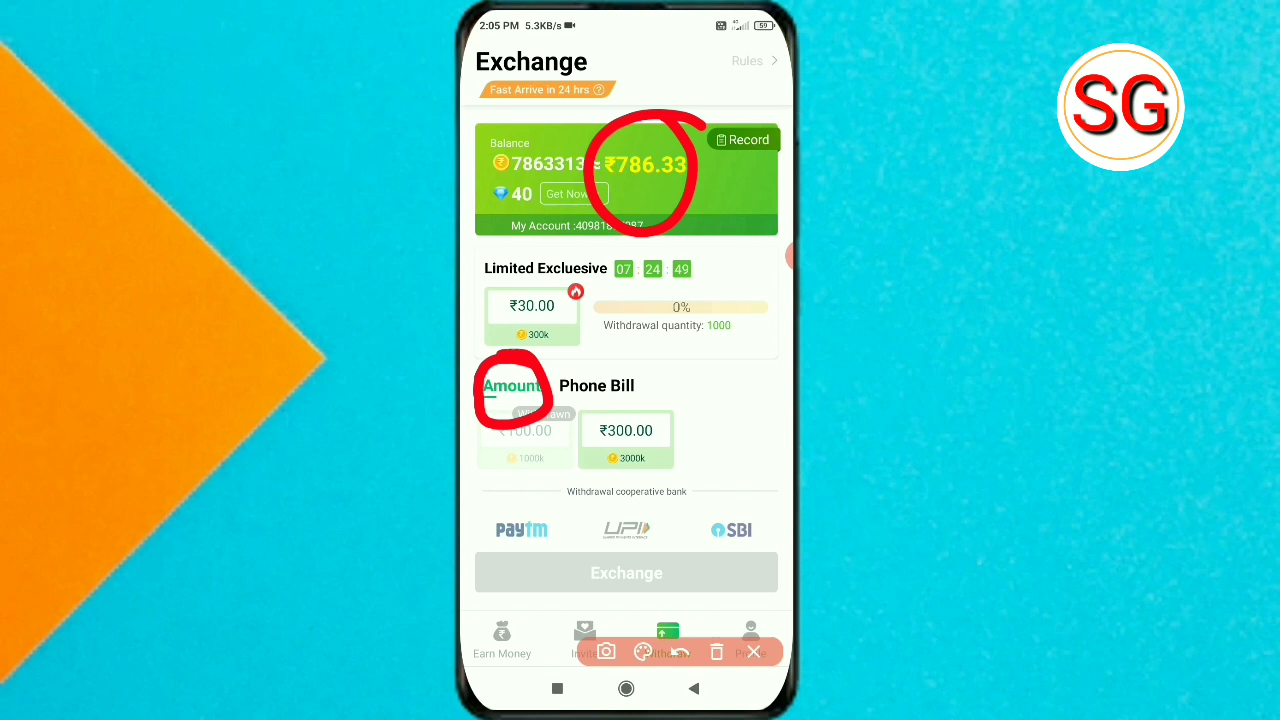 2:05 PM 5.3KB/s
4G
59
Exchange
Rules >
Fast Arrive in 24 hrs ?
SG
Balance
Record
7863313 ≈ ₹786.33
40 Get Now
My Account :40981
Limited Excluesive 07 : 24 : 49
₹30.00
0%
300k
Withdrawal quantity: 1000
Amount
Phone Bill
₹100.00
₹300.00
1000k
3000k
Withdrawal cooperative bank
Paytm
UPI
SBI
Exchange
Earn Money